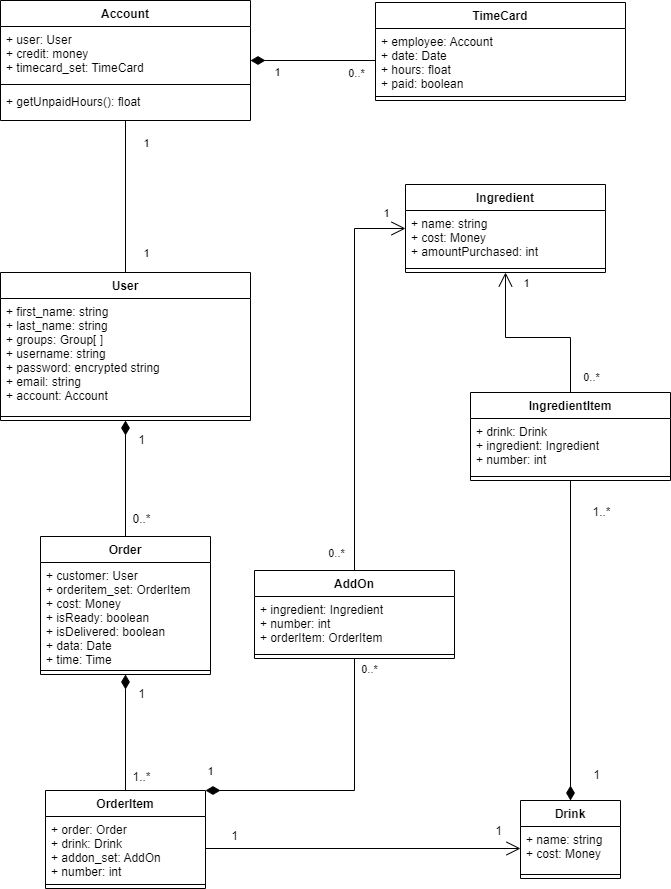 Account
+ user: User
+ credit: money
+ timecard_set: TimeCard
+ getUnpaidHours(): float
TimeCard
+ employee: Account
+ date: Date
+ hours: float
+ paid: boolean
1
0..*
1
1
Ingredient
+ name: string
+ cost: Money
+ amountPurchased: int
1
1
User
+ first_name: string
+ last_name: string
+ groups: Group[ ]
+ username: string
+ password: encrypted string
+ email: string
+ account: Account
0..*
IngredientItem
+ drink: Drink
+ ingredient: Ingredient
+ number: int
1
0..*
1..*
Order
+ customer: User
+ orderitem_set: OrderItem
+ cost: Money
+ isReady: boolean
+ isDelivered: boolean
+ data: Date
+ time: Time
0..*
AddOn
+ ingredient: Ingredient
+ number: int
+ orderItem: OrderItem
0..*
1
1..*
1
1
OrderItem
+ order: Order
+ drink: Drink
+ addon_set: AddOn
+ number: int
1
1
Drink
+ name: string
+ cost: Money